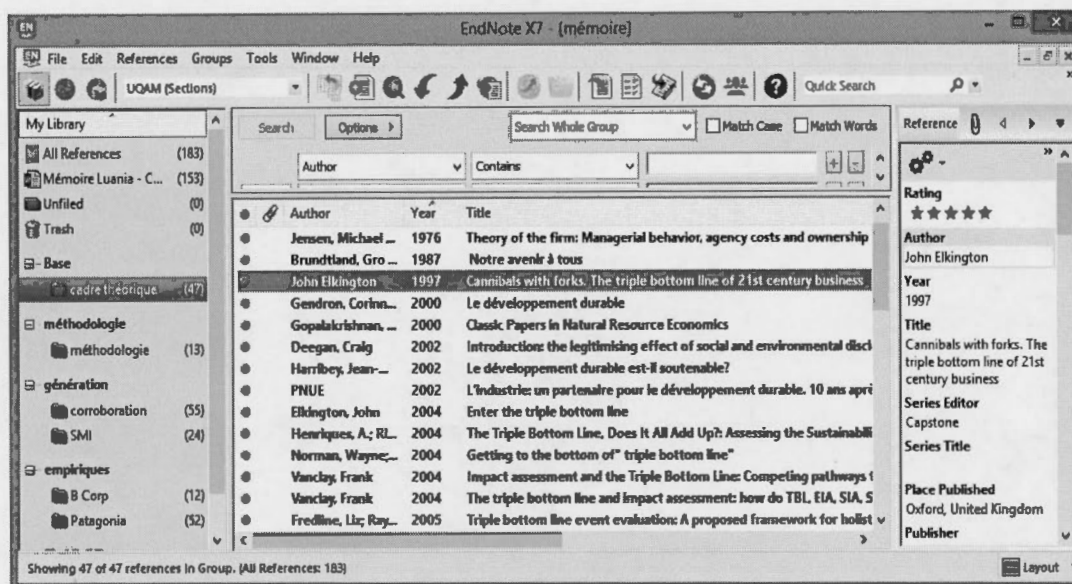 EndNote X7 - [mémoire]
File Edit References Groups Tools Window Help
UQAM (Sections)
Quick Search
My Library
All References (183)
Mémoire Luania - C... (153)
Unfiled (0)
Trash (0)
Base
cadre théorique (47)
méthodologie
méthodologie (13)
génération
corroboration (55)
SMI (24)
empiriques
B Corp (12)
Patagonia (52)
Search Options Search Whole Group Match Case Match Words
Author Contains
Author Year Title
Jensen, Michael ... 1976 Theory of the firm: Managerial behavior, agency costs and ownership
Brundtland, Gro ... 1987 Notre avenir à tous
John Elkington 1997 Cannibals with forks. The triple bottom line of 21st century business
Gendron, Corinn... 2000 Le développement durable
Gopalakrishnan, ... 2000 Classic Papers in Natural Resource Economics
Deegan, Craig 2002 Introduction: the legitimising effect of social and environmental discl
Harribey, Jean-... 2002 Le développement durable est-il soutenable?
PNUE 2002 L'industrie: un partenaire pour le développement durable. 10 ans aprè
Elkington, John 2004 Enter the triple bottom line
Henriques, A.; Ri... 2004 The Triple Bottom Line, Does It All Add Up?: Assessing the Sustainabili
Norman, Wayne;... 2004 Getting to the bottom of" triple bottom line"
Vanclay, Frank 2004 Impact assessment and the Triple Bottom Line: Competing pathways t
Vanclay, Frank 2004 The triple bottom line and impact assessment: how do TBL, EIA, SIA, S
Fredline, Liz; Ray... 2005 Triple bottom line event evaluation: A proposed framework for holist
Reference
Rating
Author
John Elkington
Year
1997
Title
Cannibals with forks. The
triple bottom line of 21st
century business
Series Editor
Capstone
Series Title
Place Published
Oxford, United Kingdom
Publisher
Showing 47 of 47 references in Group. (All References: 183)
Layout